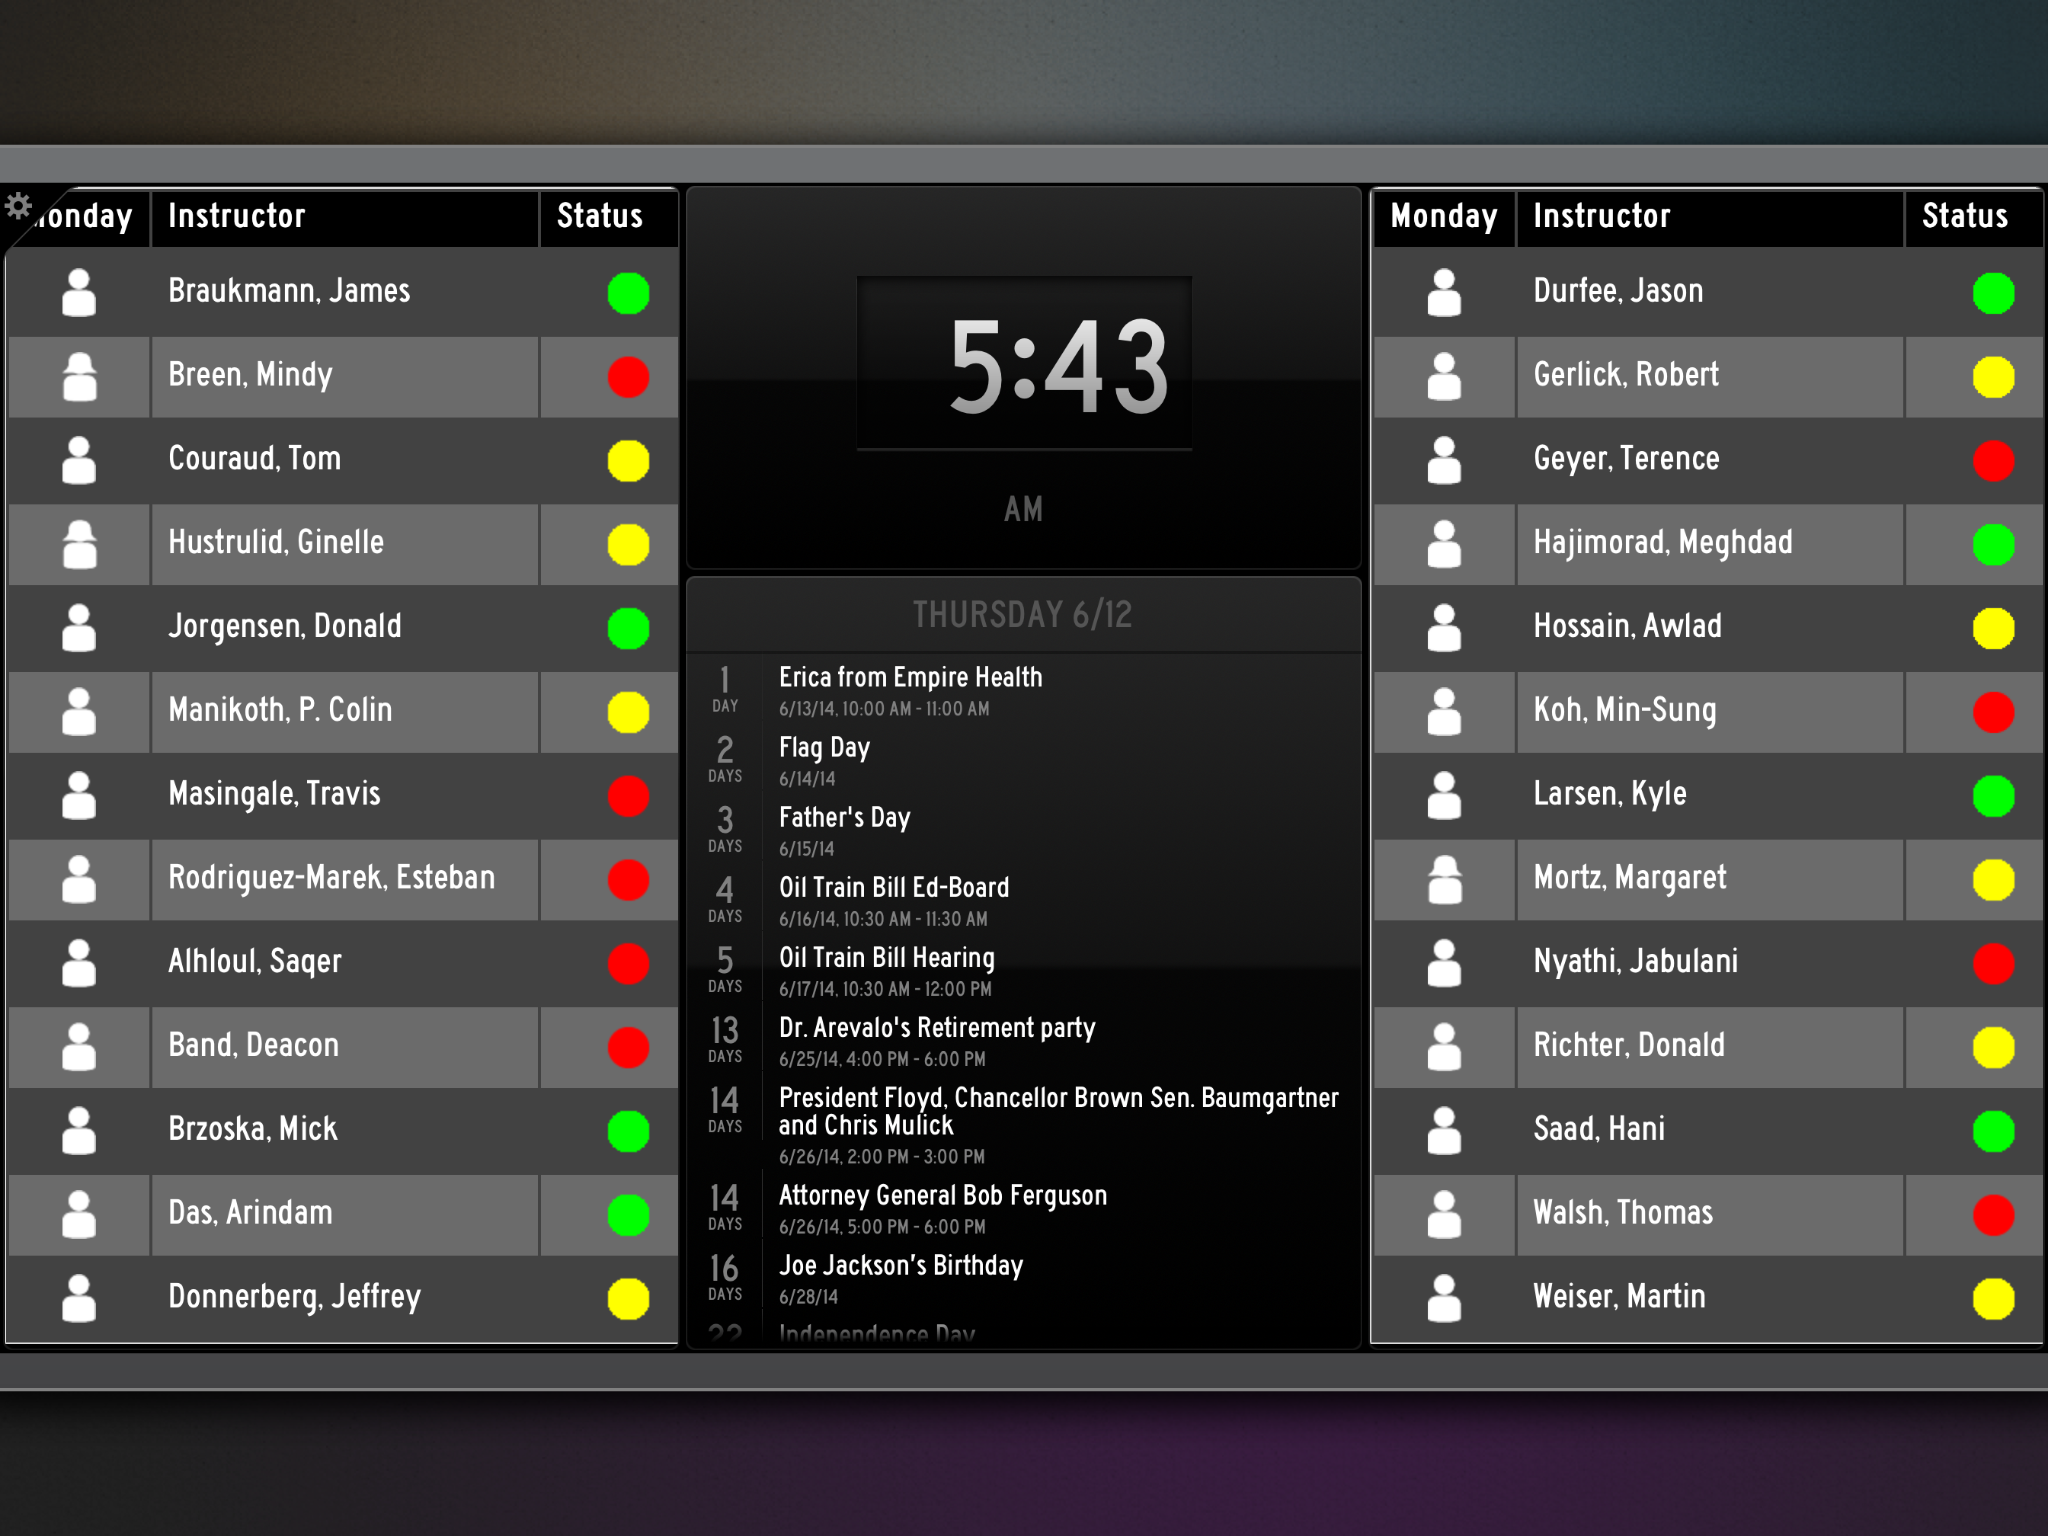 Monday Instructor Status
Braukmann, James
Breen, Mindy
Couraud, Tom
Hustrulid, Ginelle
Jorgensen, Donald
Manikoth, P. Colin
Masingale, Travis
Rodriguez-Marek, Esteban
Alhloul, Saqer
Band, Deacon
Brzoska, Mick
Das, Arindam
Donnerberg, Jeffrey
5:43
AM
THURSDAY 6/12
1 DAY
Erica from Empire Health
6/13/14, 10:00 AM - 11:00 AM
2 DAYS
Flag Day
6/14/14
3 DAYS
Father's Day
6/15/14
4 DAYS
Oil Train Bill Ed-Board
6/16/14, 10:30 AM - 11:30 AM
5 DAYS
Oil Train Bill Hearing
6/17/14, 10:30 AM - 12:00 PM
13 DAYS
Dr. Arevalo's Retirement party
6/25/14, 4:00 PM - 6:00 PM
14 DAYS
President Floyd, Chancellor Brown Sen. Baumgartner
and Chris Mulick
6/26/14, 2:00 PM - 3:00 PM
14 DAYS
Attorney General Bob Ferguson
6/26/14, 5:00 PM - 6:00 PM
16 DAYS
Joe Jackson's Birthday
6/28/14
22
Independence Day
Monday Instructor Status
Durfee, Jason
Gerlick, Robert
Geyer, Terence
Hajimorad, Meghdad
Hossain, Awlad
Koh, Min-Sung
Larsen, Kyle
Mortz, Margaret
Nyathi, Jabulani
Richter, Donald
Saad, Hani
Walsh, Thomas
Weiser, Martin